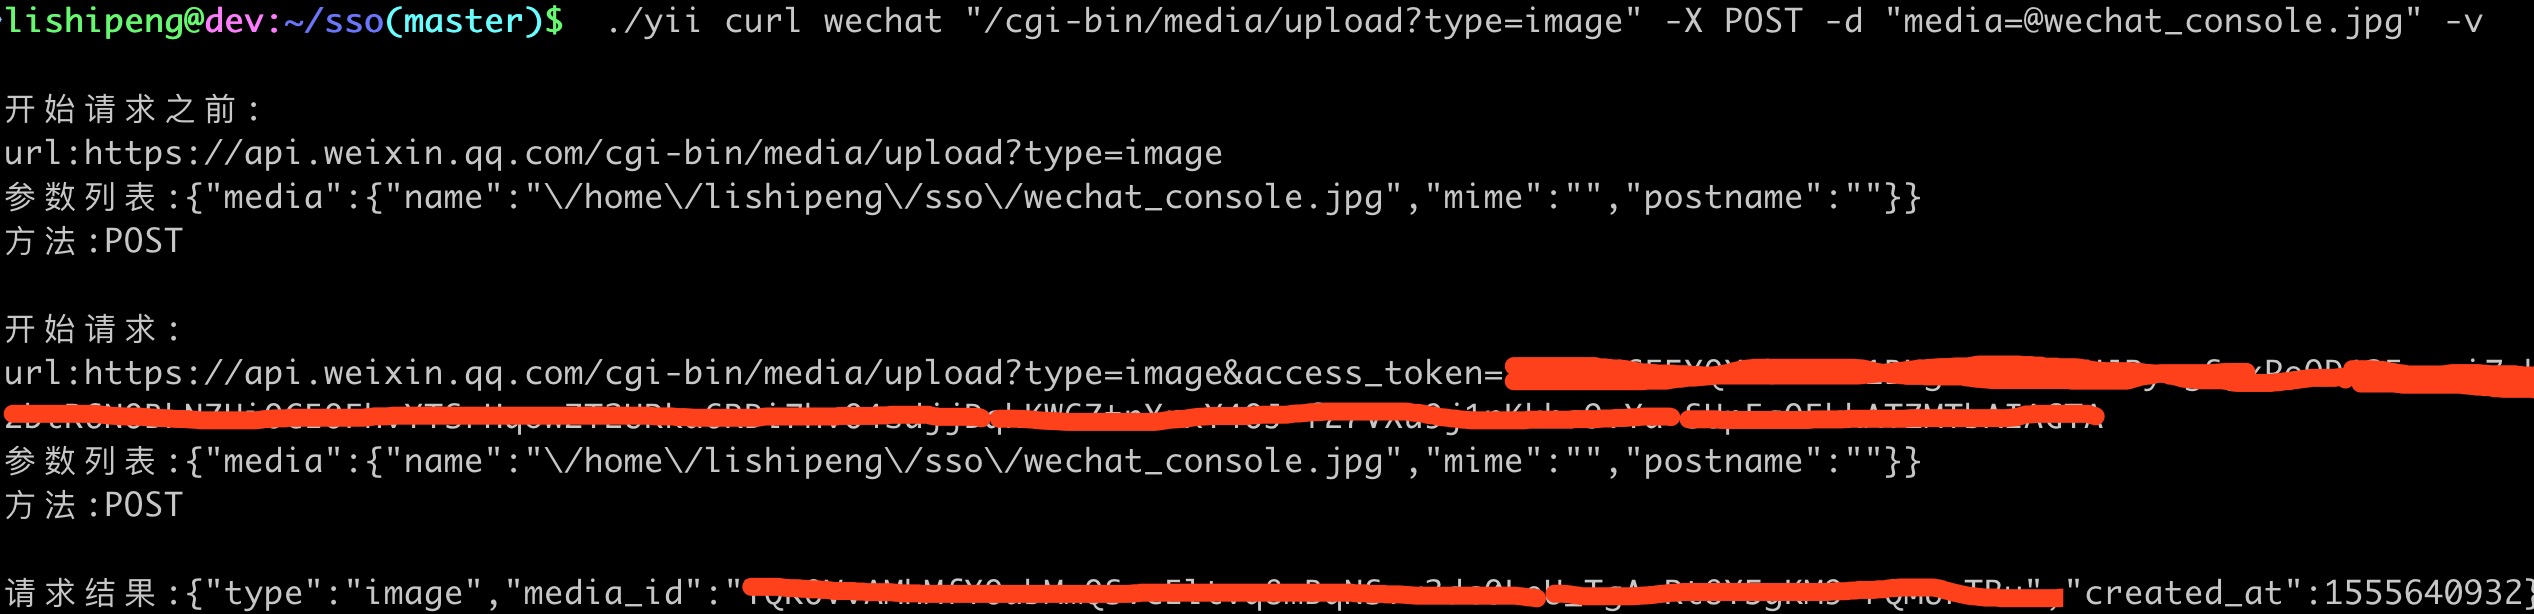 lishipeng@dev:~/sso(master)$  ./yii curl wechat "/cgi-bin/media/upload?type=image" -X POST -d "media=@wechat_console.jpg" -v
开始请求之前:
url:https://api.weixin.qq.com/cgi-bin/media/upload?type=image
参数列表:{"media":{"name":"\/home\/lishipeng\/sso\/wechat_console.jpg","mime":"","postname":""}}
方法:POST
开始请求:
url:https://api.weixin.qq.com/cgi-bin/media/upload?type=image&access_token=
参数列表:{"media":{"name":"\/home\/lishipeng\/sso\/wechat_console.jpg","mime":"","postname":""}}
方法:POST
请求结果:{"type":"image","media_id":" ,"created_at":1555640932}